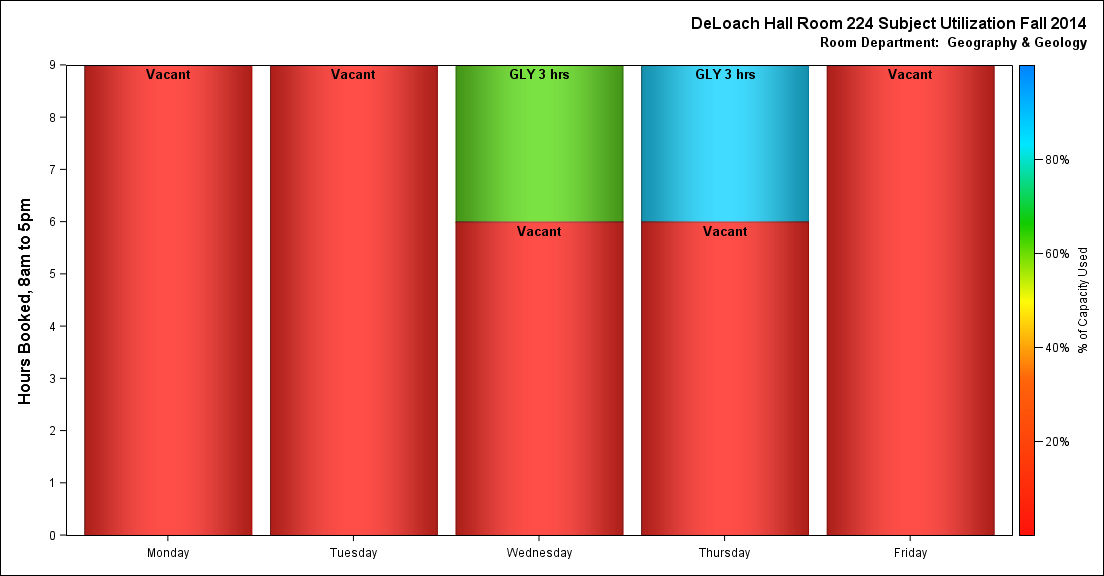 DeLoach Hall Room 224 Subject Utilization Fall 2014
Room Department:  Geography & Geology
Hours Booked, 8am to 5pm
9
8
7
6
5
4
3
2
1
0
Vacant
Vacant
GLY 3 hrs
GLY 3 hrs
Vacant
Vacant
Vacant
Monday
Tuesday
Wednesday
Thursday
Friday
80%
60%
40%
20%
% of Capacity Used